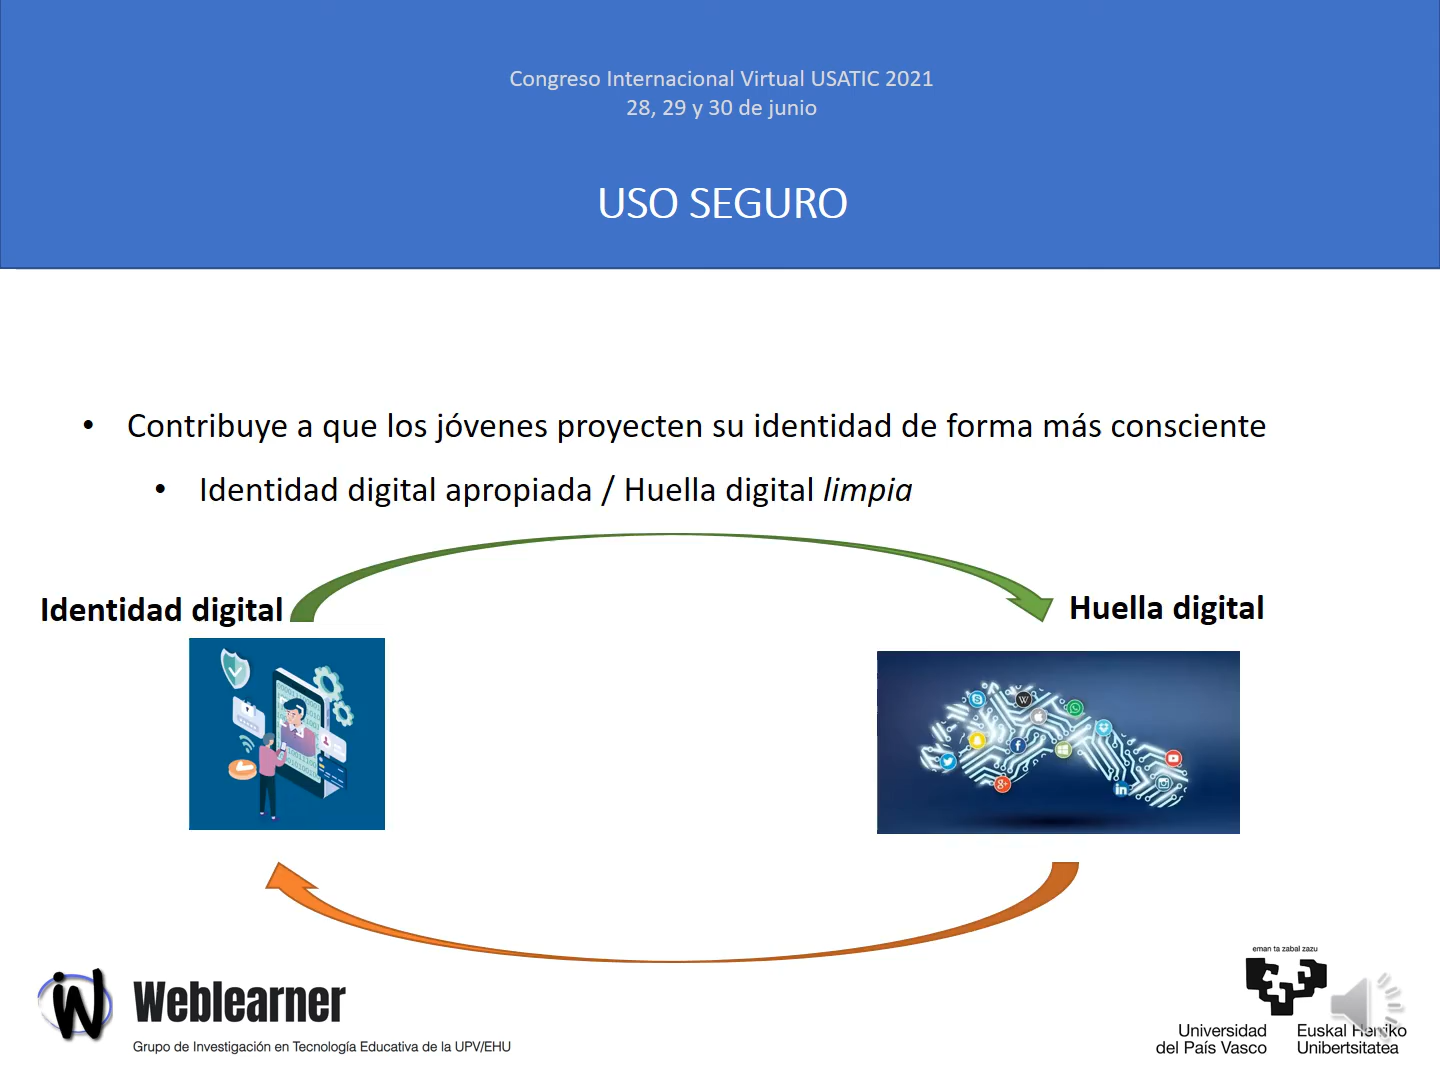 Congreso Internacional Virtual USATIC 2021
28, 29 y 30 de junio
USO SEGURO
• Contribuye a que los jóvenes proyecten su identidad de forma más consciente
• Identidad digital apropiada / Huella digital limpia
Identidad digital
Huella digital
Weblearner
Grupo de Investigación en Tecnología Educativa de la UPV/EHU
eman ta zabal zazu
Universidad
del País Vasco
Euskal Herriko
Unibertsitatea